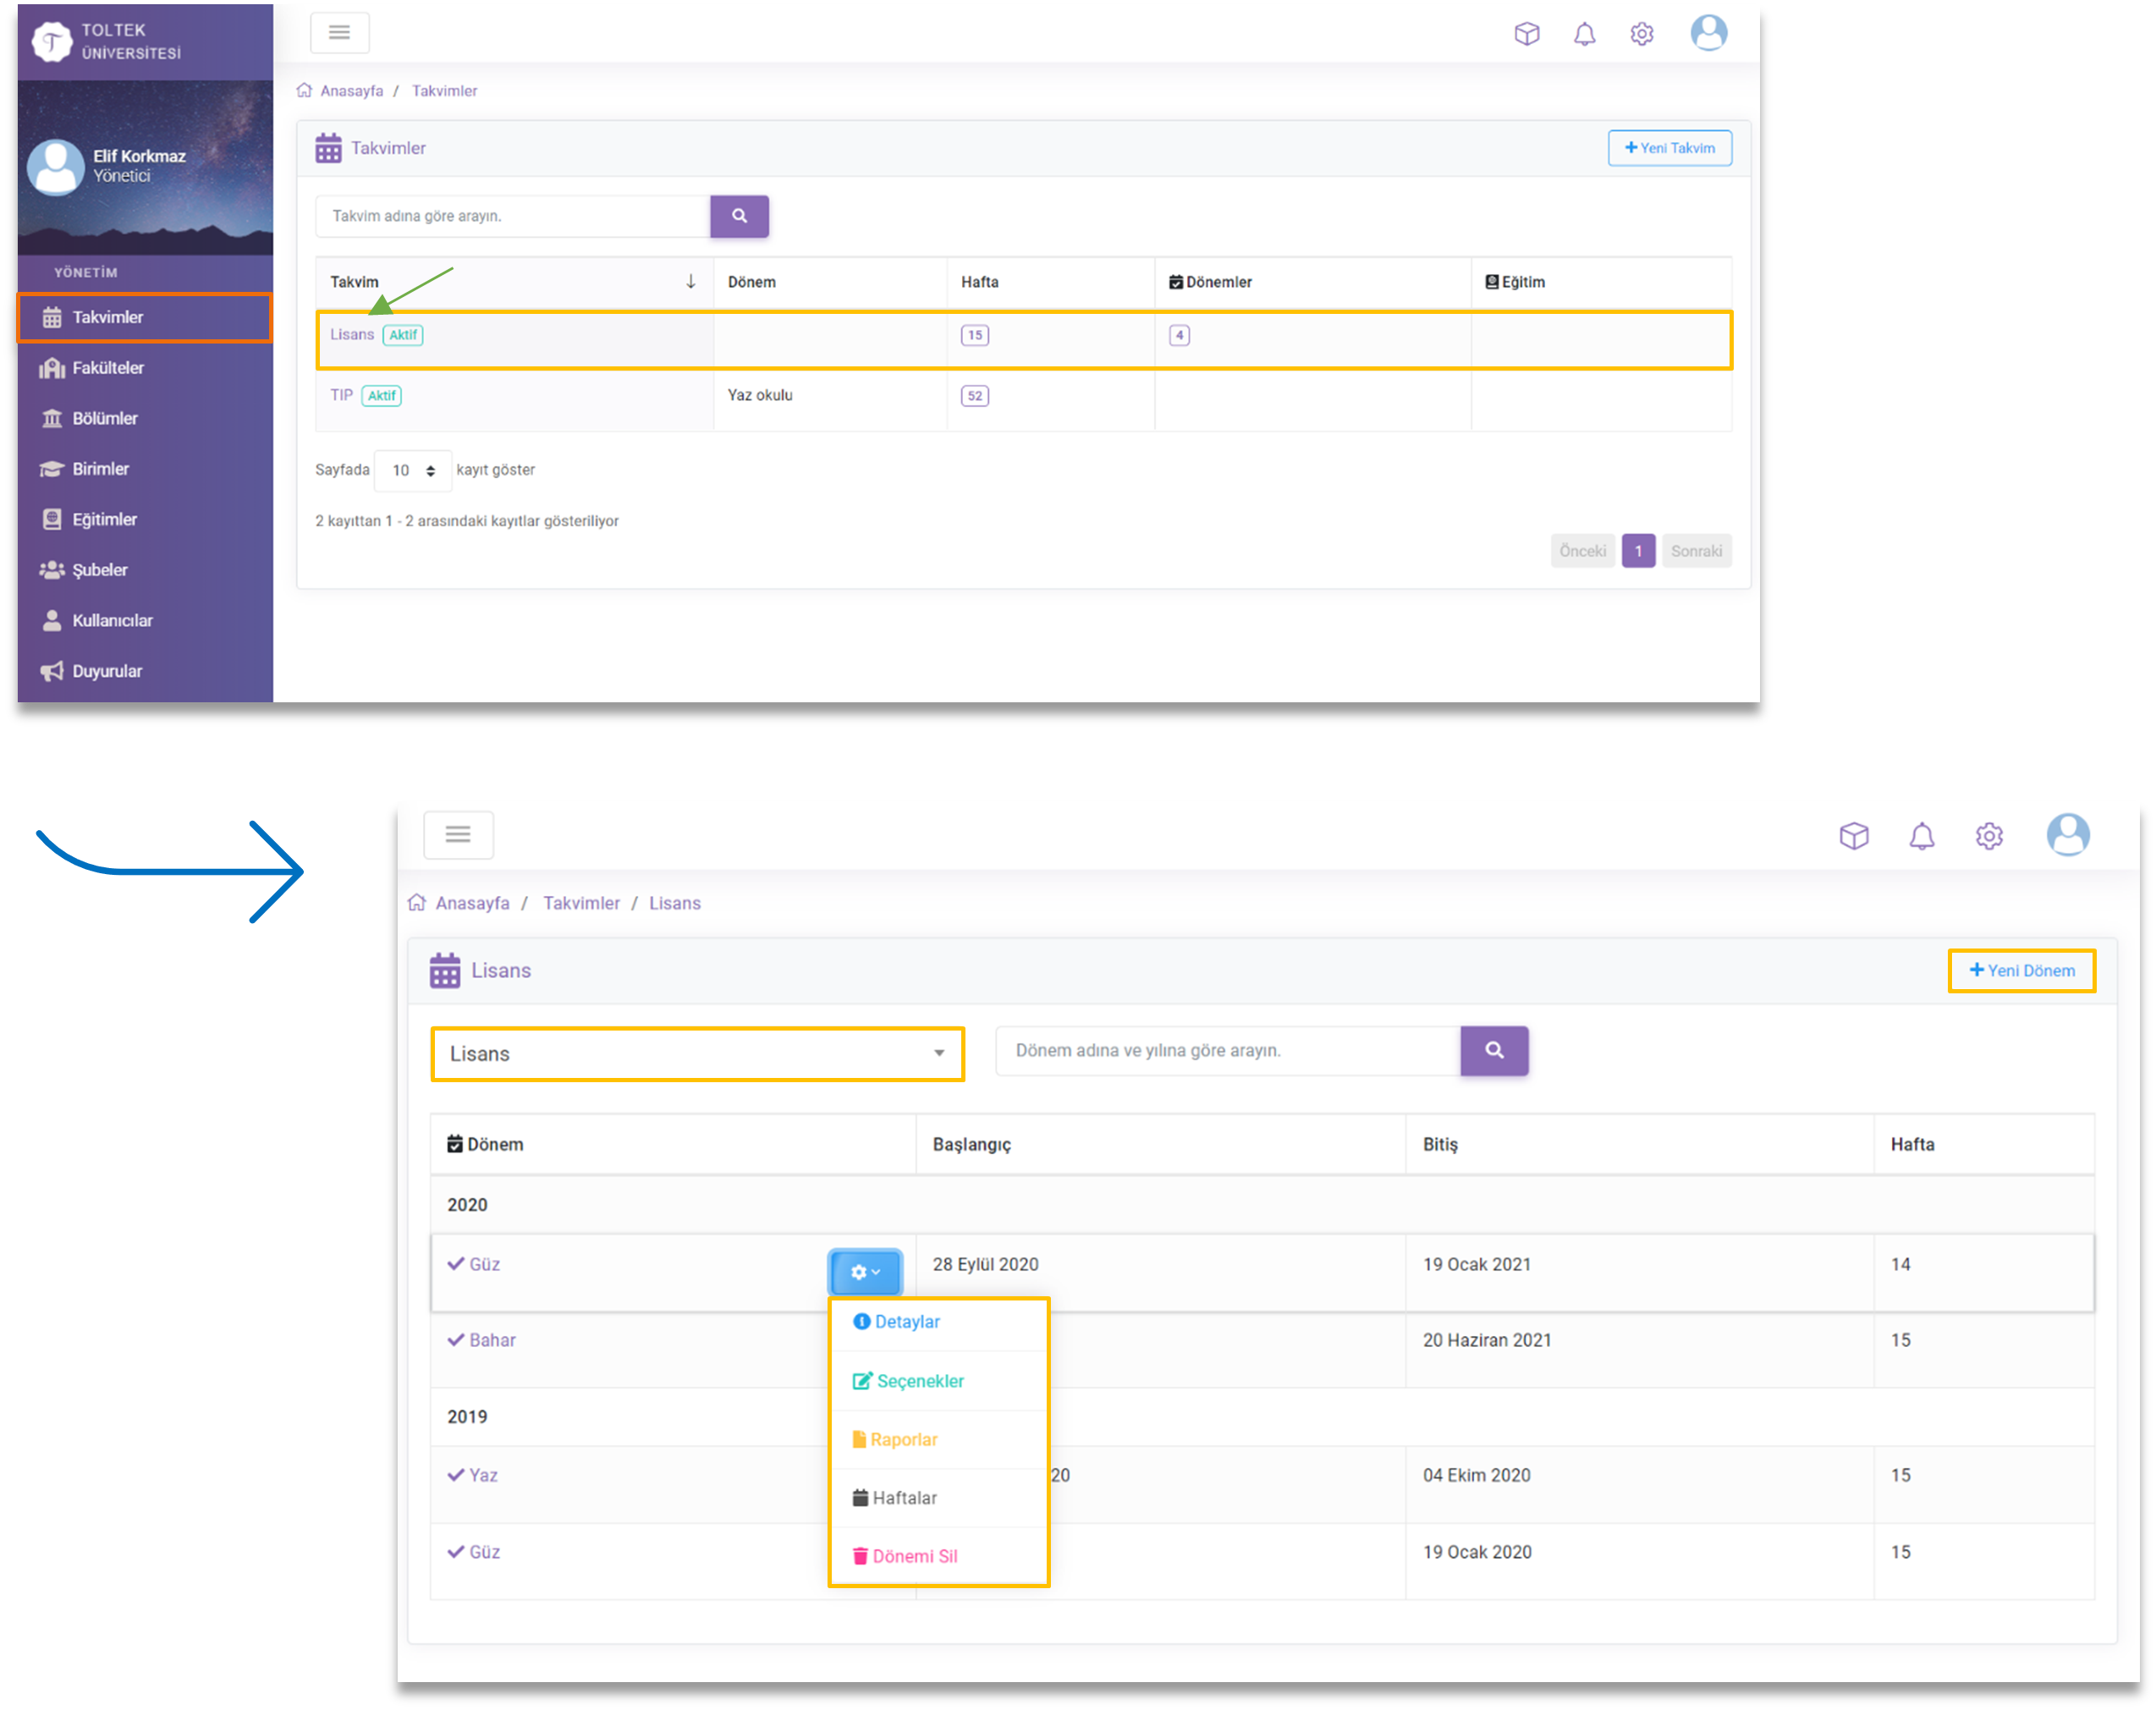 TOLTEK
ÜNİVERSİTESİ
Elif Korkmaz
Yönetici
YÖNETİM
Takvimler
Fakülteler
Bölümler
Birimler
Eğitimler
Şubeler
Kullanıcılar
Duyurular
Anasayfa / Takvimler
Takvimler
Yeni Takvim
Takvim adına göre arayın.
Takvim Dönem Hafta Dönemler Eğitim
Lisans Aktif 15 4
TIP Aktif Yaz okulu 52
Sayfada 10 kayıt göster
2 kayıttan 1 - 2 arasındaki kayıtlar gösteriliyor
Önceki 1 Sonraki
Anasayfa / Takvimler / Lisans
Lisans
Yeni Dönem
Lisans
Dönem adına ve yılına göre arayın.
Dönem Başlangıç Bitiş Hafta
2020
Güz 28 Eylül 2020 19 Ocak 2021 14
Detaylar
Bahar 20 Haziran 2021 15
Seçenekler
2019
Raporlar
Yaz 20 04 Ekim 2020 15
Haftalar
Güz 19 Ocak 2020 15
Dönemi Sil